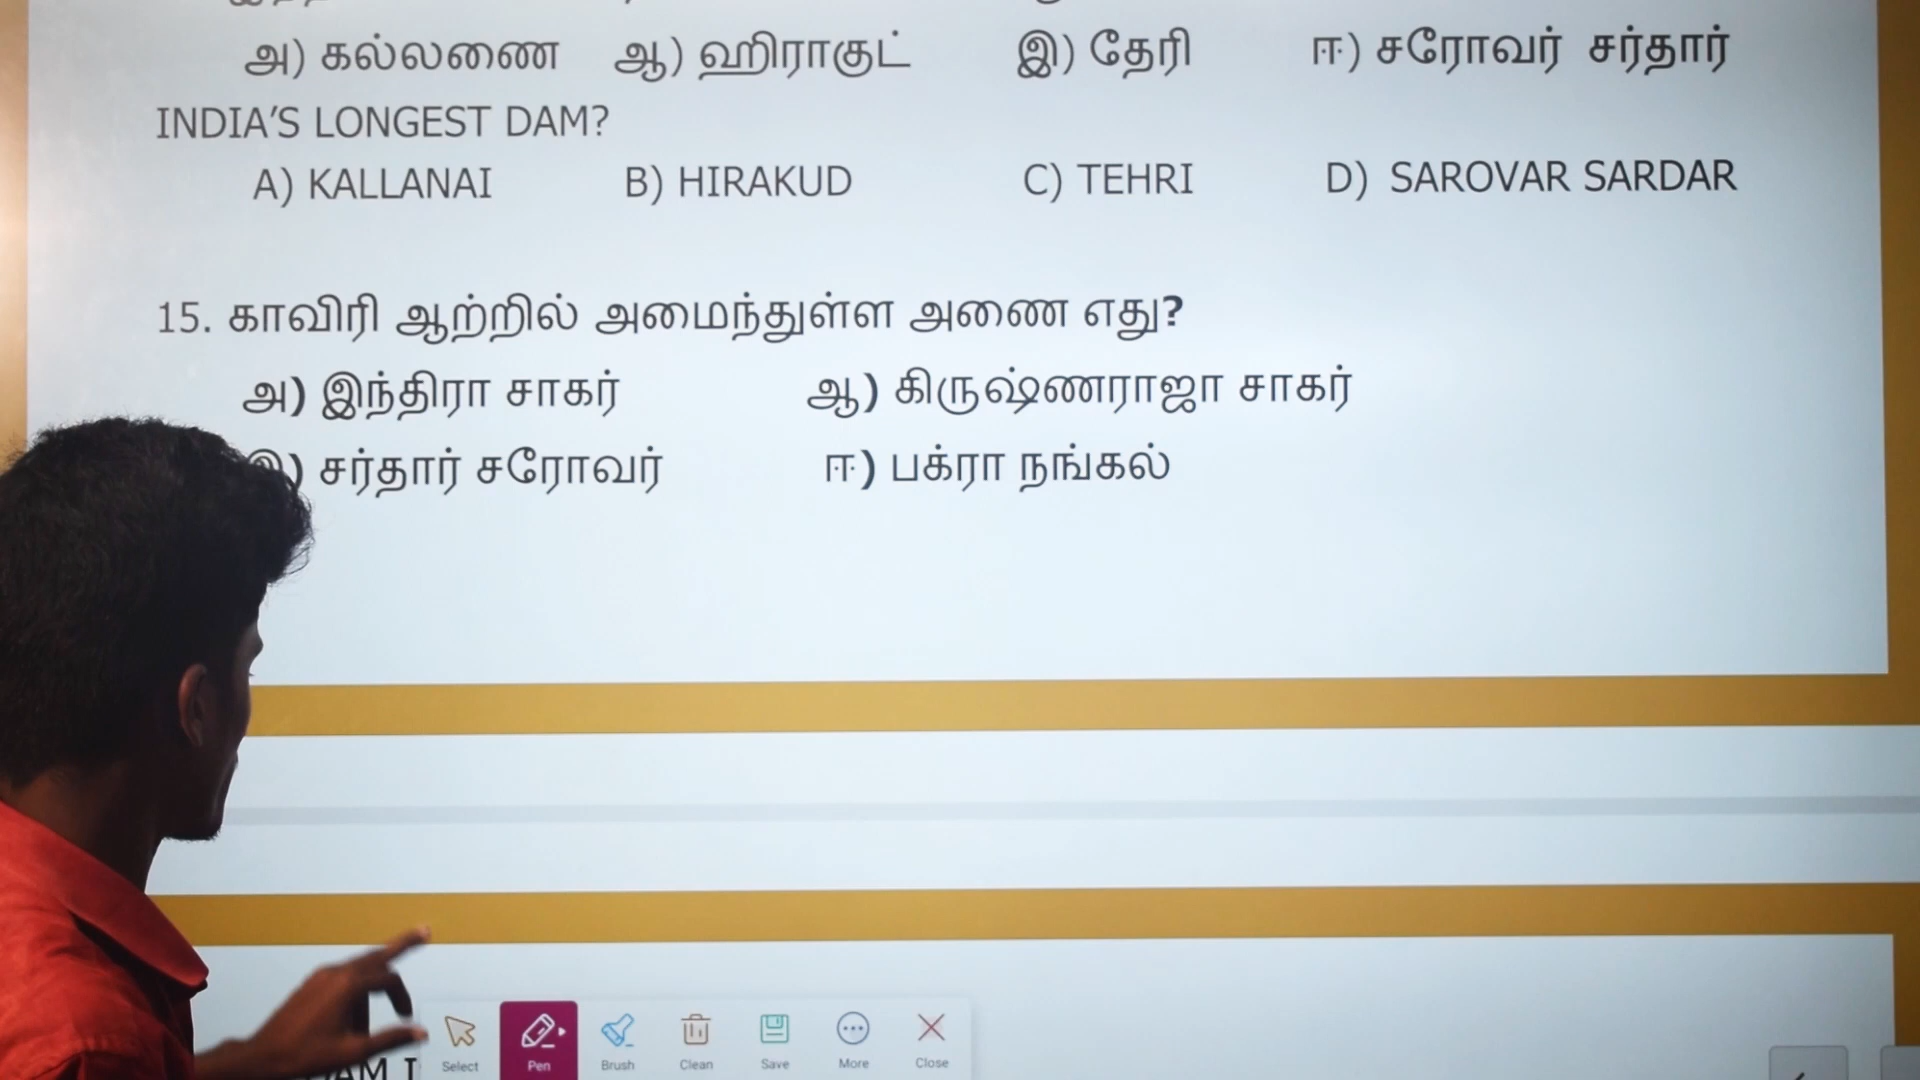 அ) கல்லணை ஆ) ஹிராகுட் இ) தேரி ஈ) சரோவர் சர்தார்
INDIA’S LONGEST DAM?
A) KALLANAI B) HIRAKUD C) TEHRI D) SAROVAR SARDAR
15. காவிரி ஆற்றில் அமைந்துள்ள அணை எது?
அ) இந்திரா சாகர் ஆ) கிருஷ்ணராஜா சாகர்
இ) சர்தார் சரோவர் ஈ) பக்ரா நங்கல்
Select Pen Brush Clean Save More Close